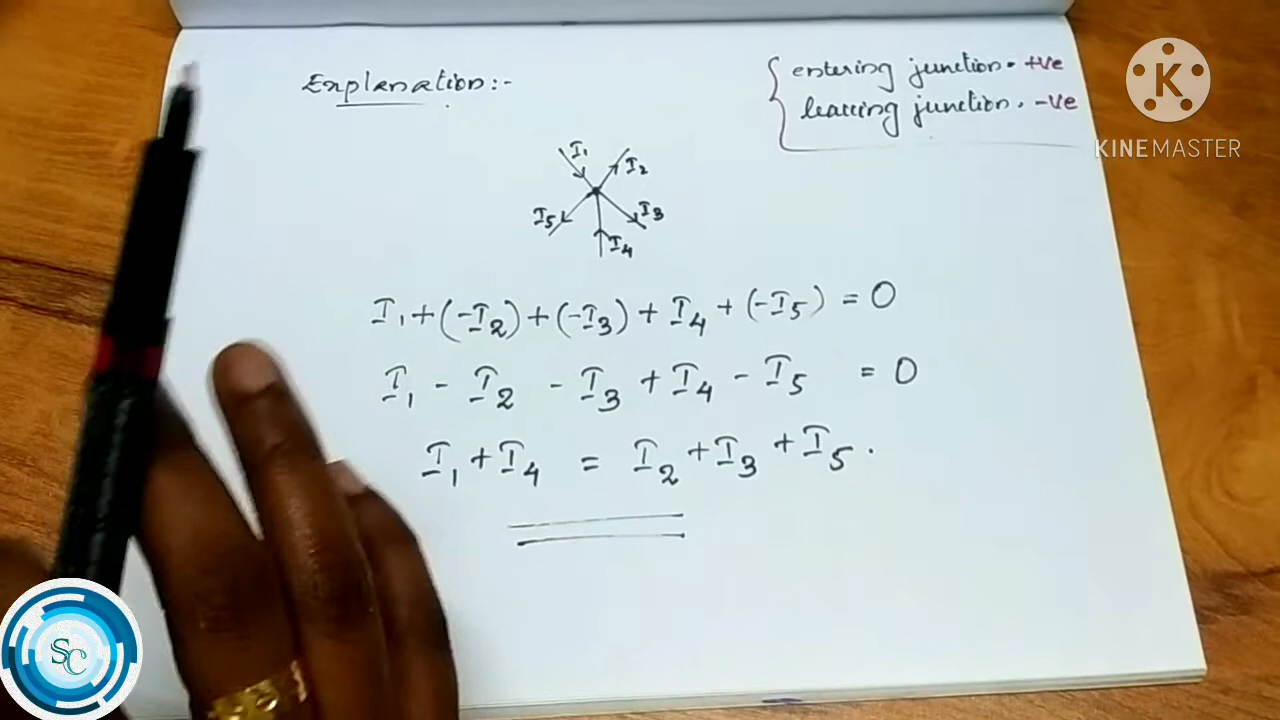 Explanation:-
entering junction. +ve
leaving junction. -ve
KINEMASTER
K
I₁
I₂
I₅
I₃
I₄
I₁ + (-I₂) + (-I₃) + I₄ + (-I₅) = 0
I₁ - I₂ - I₃ + I₄ - I₅ = 0
I₁ + I₄ = I₂ + I₃ + I₅.
SC